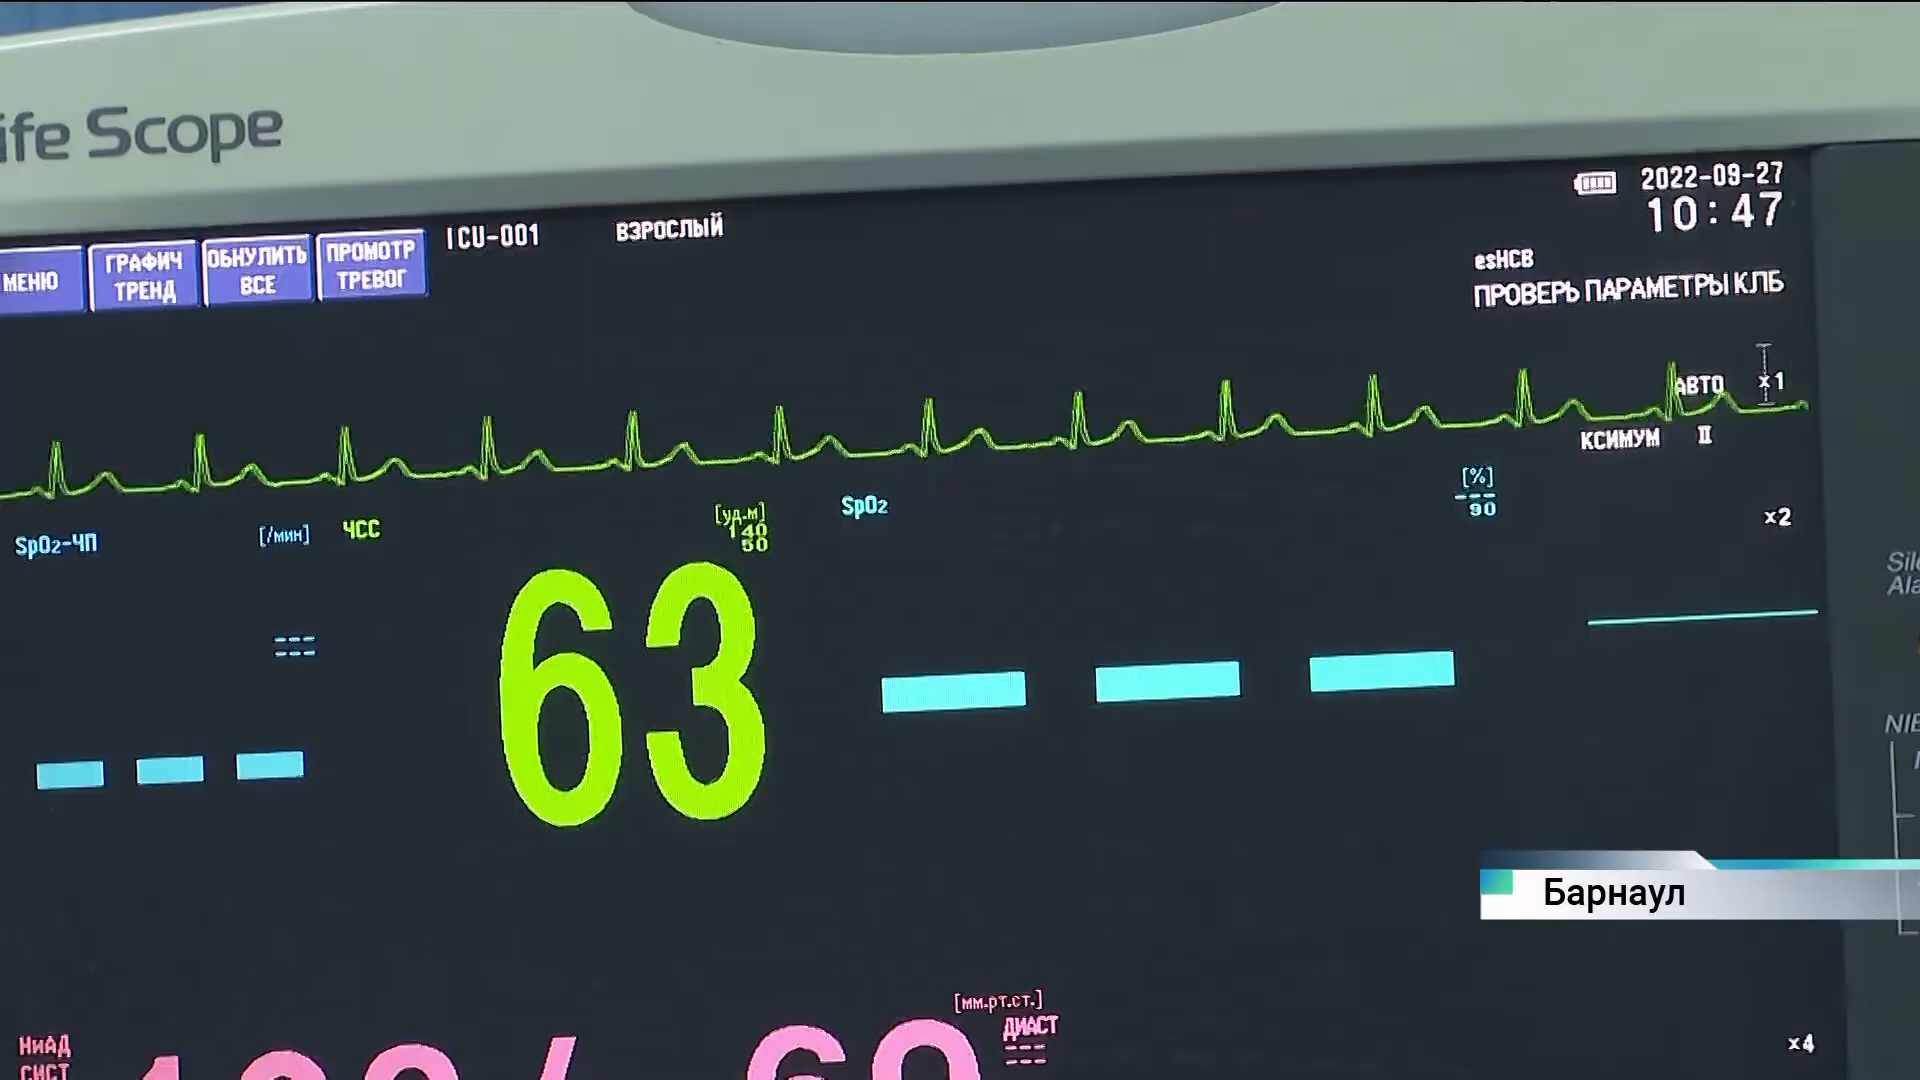 ife Scope
2022-09-27
10:47
МЕНЮ
ГРАФИЧ
ТРЕНД
ОБНУЛИТЬ
ВСЕ
ПРОМОТР
ТРЕВОГ
ICU-001
ВЗРОСЛЫЙ
esHCB
ПРОВЕРЬ ПАРАМЕТРЫ КЛБ
АВТО
x1
КСИМУМ
II
SpO2-ЧП
[/мин]
ЧСС
[уд.м]
140
50
63
SpO2
[%]
---
90
x2
---
---
Барнаул
[мм.рт.ст.]
ДИАСТ
---
---
НиАД
СИСТ
x4